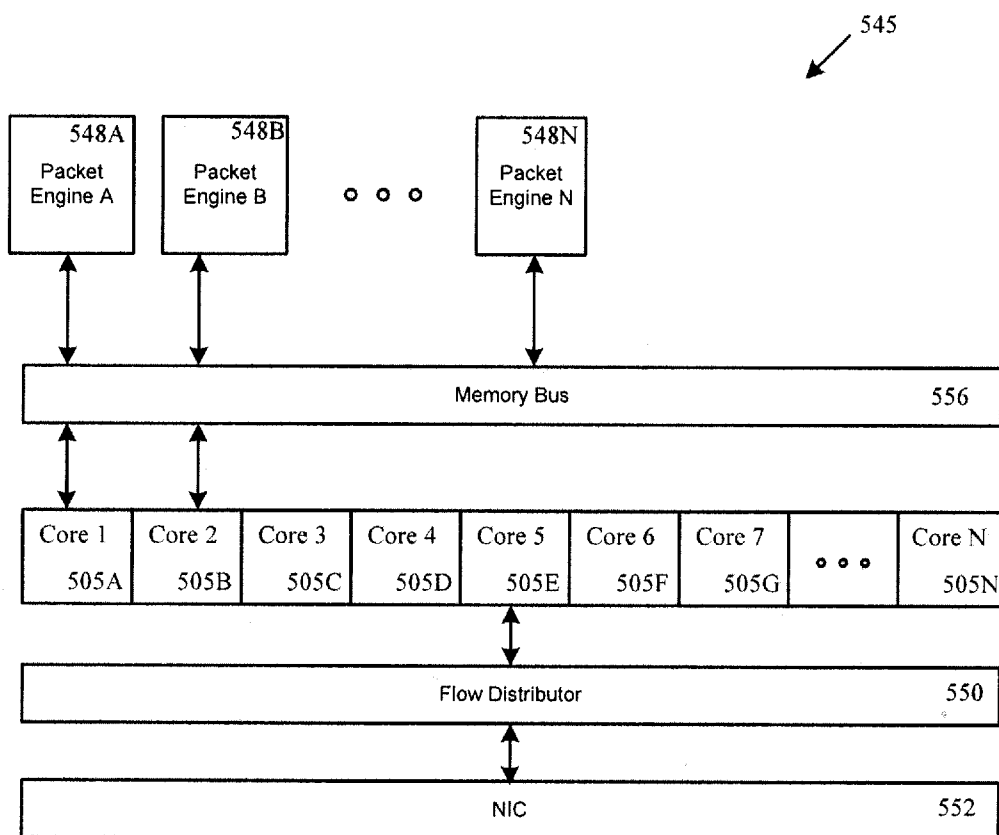 545
548A
Packet
Engine A
548B
Packet
Engine B
548N
Packet
Engine N
Memory Bus 556
Core 1 Core 2 Core 3 Core 4 Core 5 Core 6 Core 7 Core N
505A 505B 505C 505D 505E 505F 505G 505N
Flow Distributor 550
NIC 552